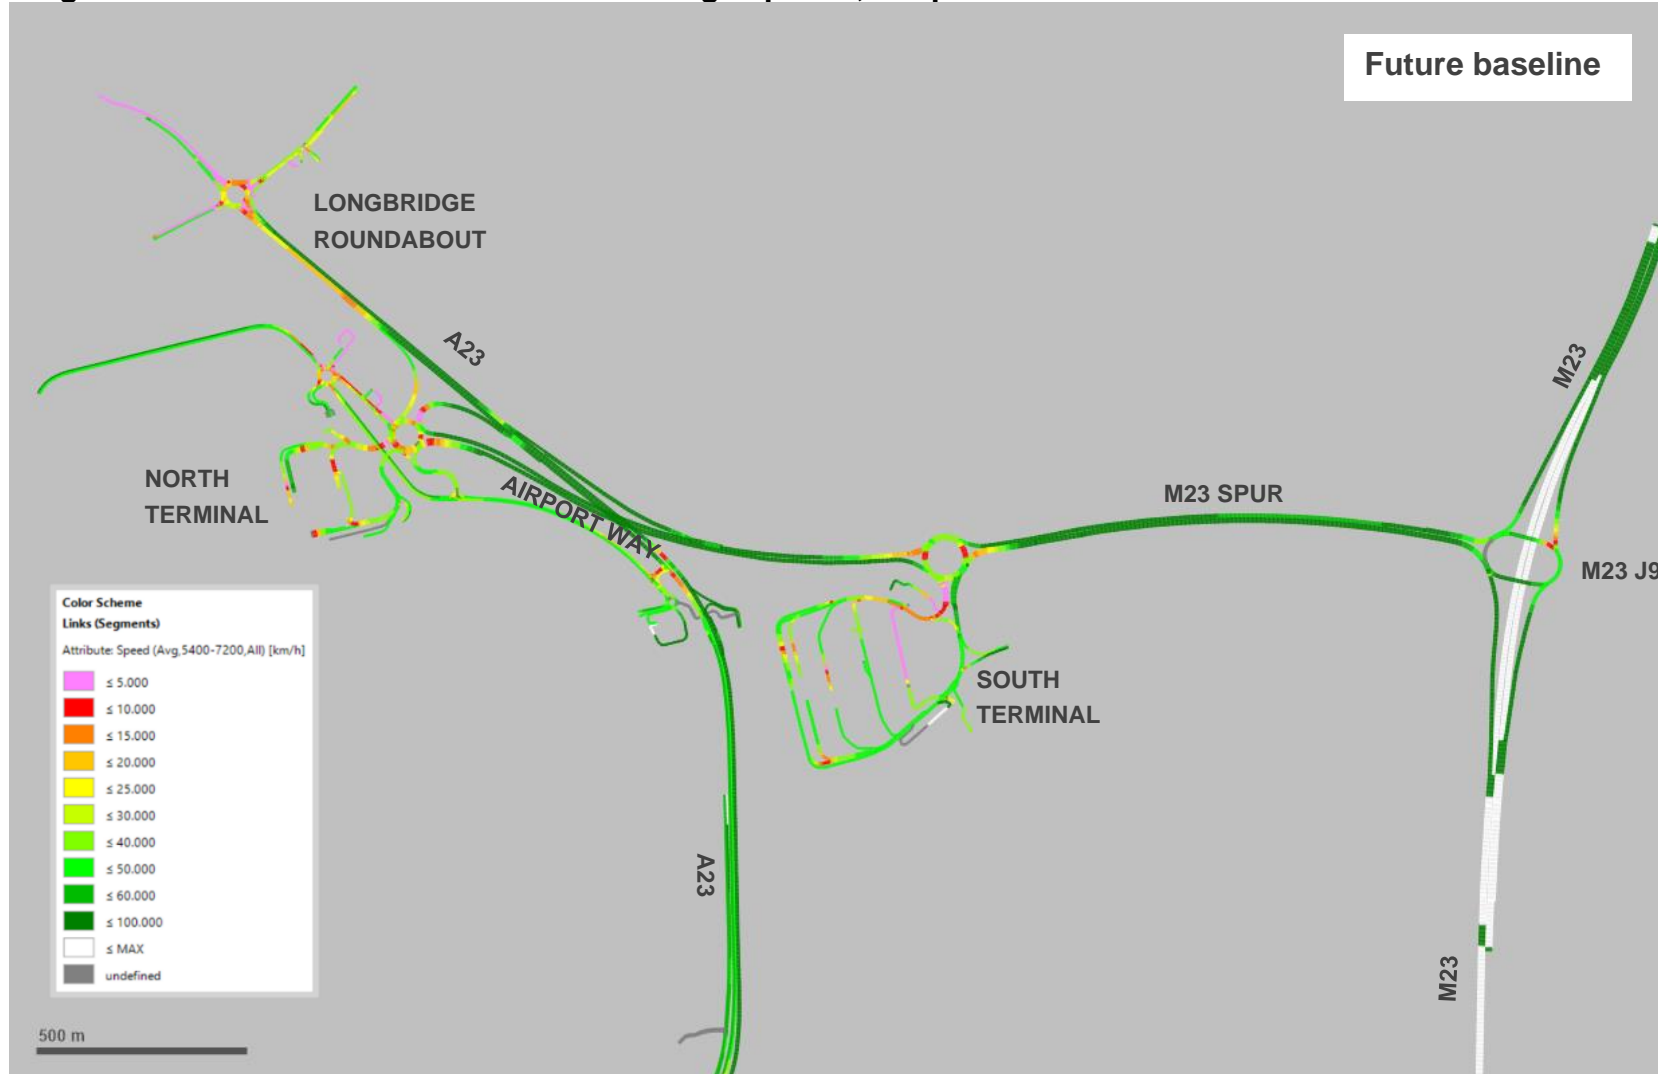 Future baseline
LONGBRIDGE
ROUNDABOUT
A23
M23
NORTH
TERMINAL
AIRPORT WAY
M23 SPUR
M23 J9
SOUTH
TERMINAL
Color Scheme
Links (Segments)
Attribute: Speed (Avg,5400-7200,All) [km/h]
≤ 5.000
≤ 10.000
≤ 15.000
≤ 20.000
≤ 25.000
≤ 30.000
≤ 40.000
≤ 50.000
≤ 60.000
≤ 100.000
≤ MAX
undefined
A23
M23
500 m